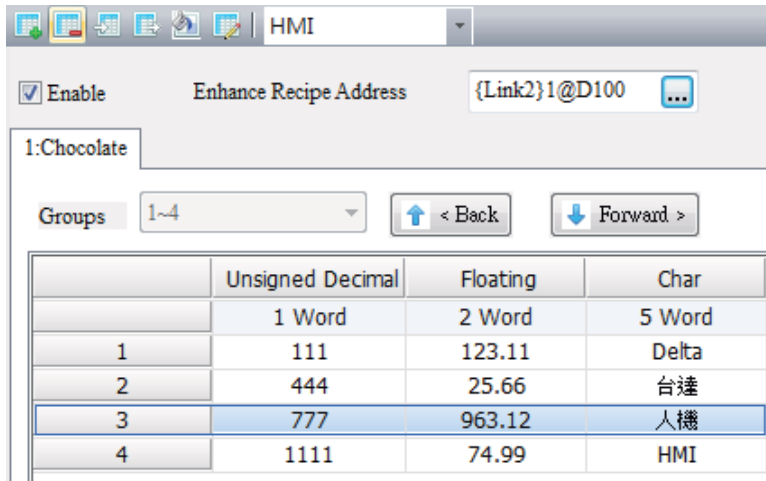 HMI
Enable Enhance Recipe Address {Link2}1@D100 ...
1:Chocolate
Groups 1~4 < Back Forward >
Unsigned Decimal Floating Char
1 Word 2 Word 5 Word
1 111 123.11 Delta
2 444 25.66 台達
3 777 963.12 人機
4 1111 74.99 HMI